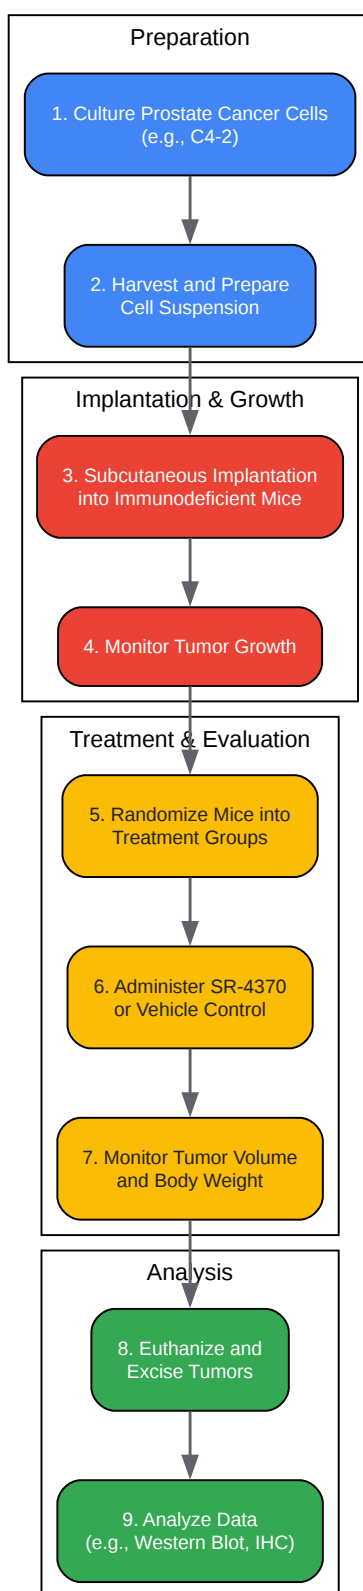 Preparation
1. Culture Prostate Cancer Cells
(e.g., C4-2)
2. Harvest and Prepare
Cell Suspension
Implantation & Growth
3. Subcutaneous Implantation
into Immunodeficient Mice
4. Monitor Tumor Growth
Treatment & Evaluation
5. Randomize Mice into
Treatment Groups
6. Administer SR-4370
or Vehicle Control
7. Monitor Tumor Volume
and Body Weight
Analysis
8. Euthanize and
Excise Tumors
9. Analyze Data
(e.g., Western Blot, IHC)